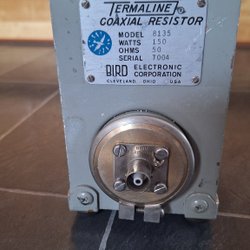 TERMALINE
COAXIAL RESISTOR
MODEL 8135
WATTS 150
OHMS 50
SERIAL 7004
BIRD ELECTRONIC
CORPORATION
CLEVELAND, OHIO U.S.A.